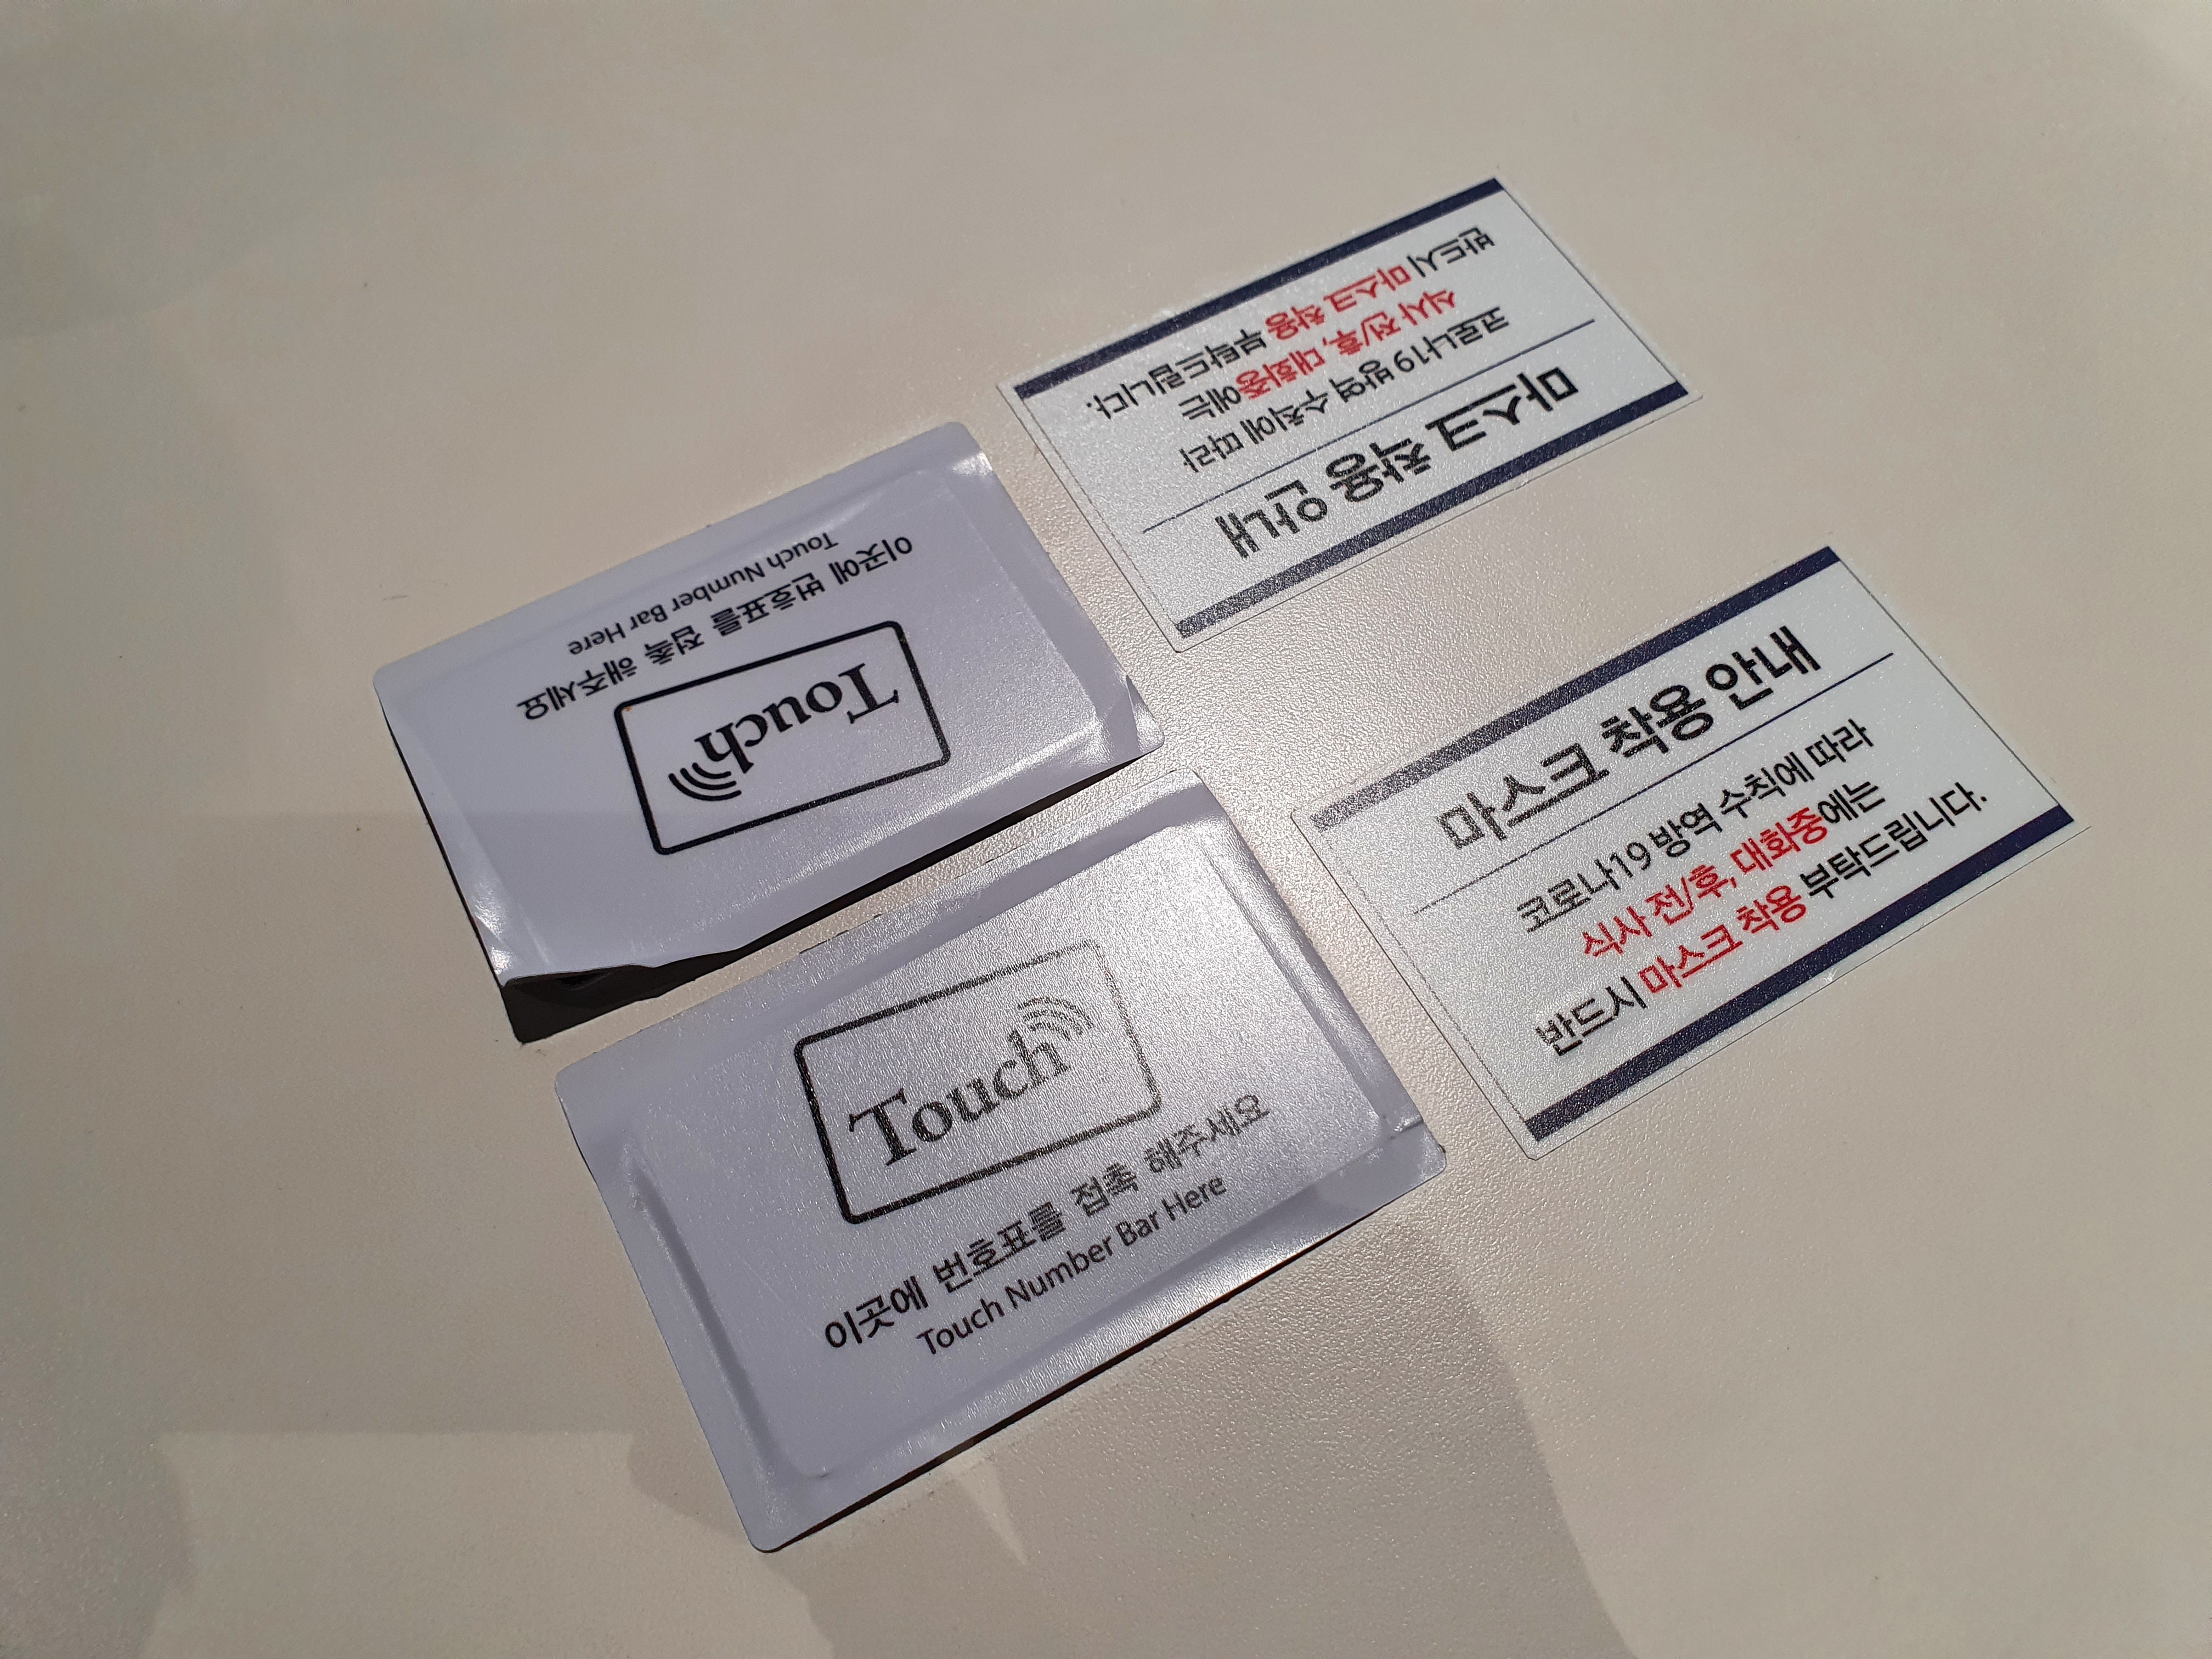 마스크 착용 안내
코로나19 방역 수칙에 따라
식사 전/후, 대화중에는
반드시 마스크 착용 부탁드립니다.
Touch
이곳에 번호표를 접촉 해주세요
Touch Number Bar Here
마스크 착용 안내
코로나19 방역 수칙에 따라
식사 전/후, 대화중에는
반드시 마스크 착용 부탁드립니다.
Touch
이곳에 번호표를 접촉 해주세요
Touch Number Bar Here